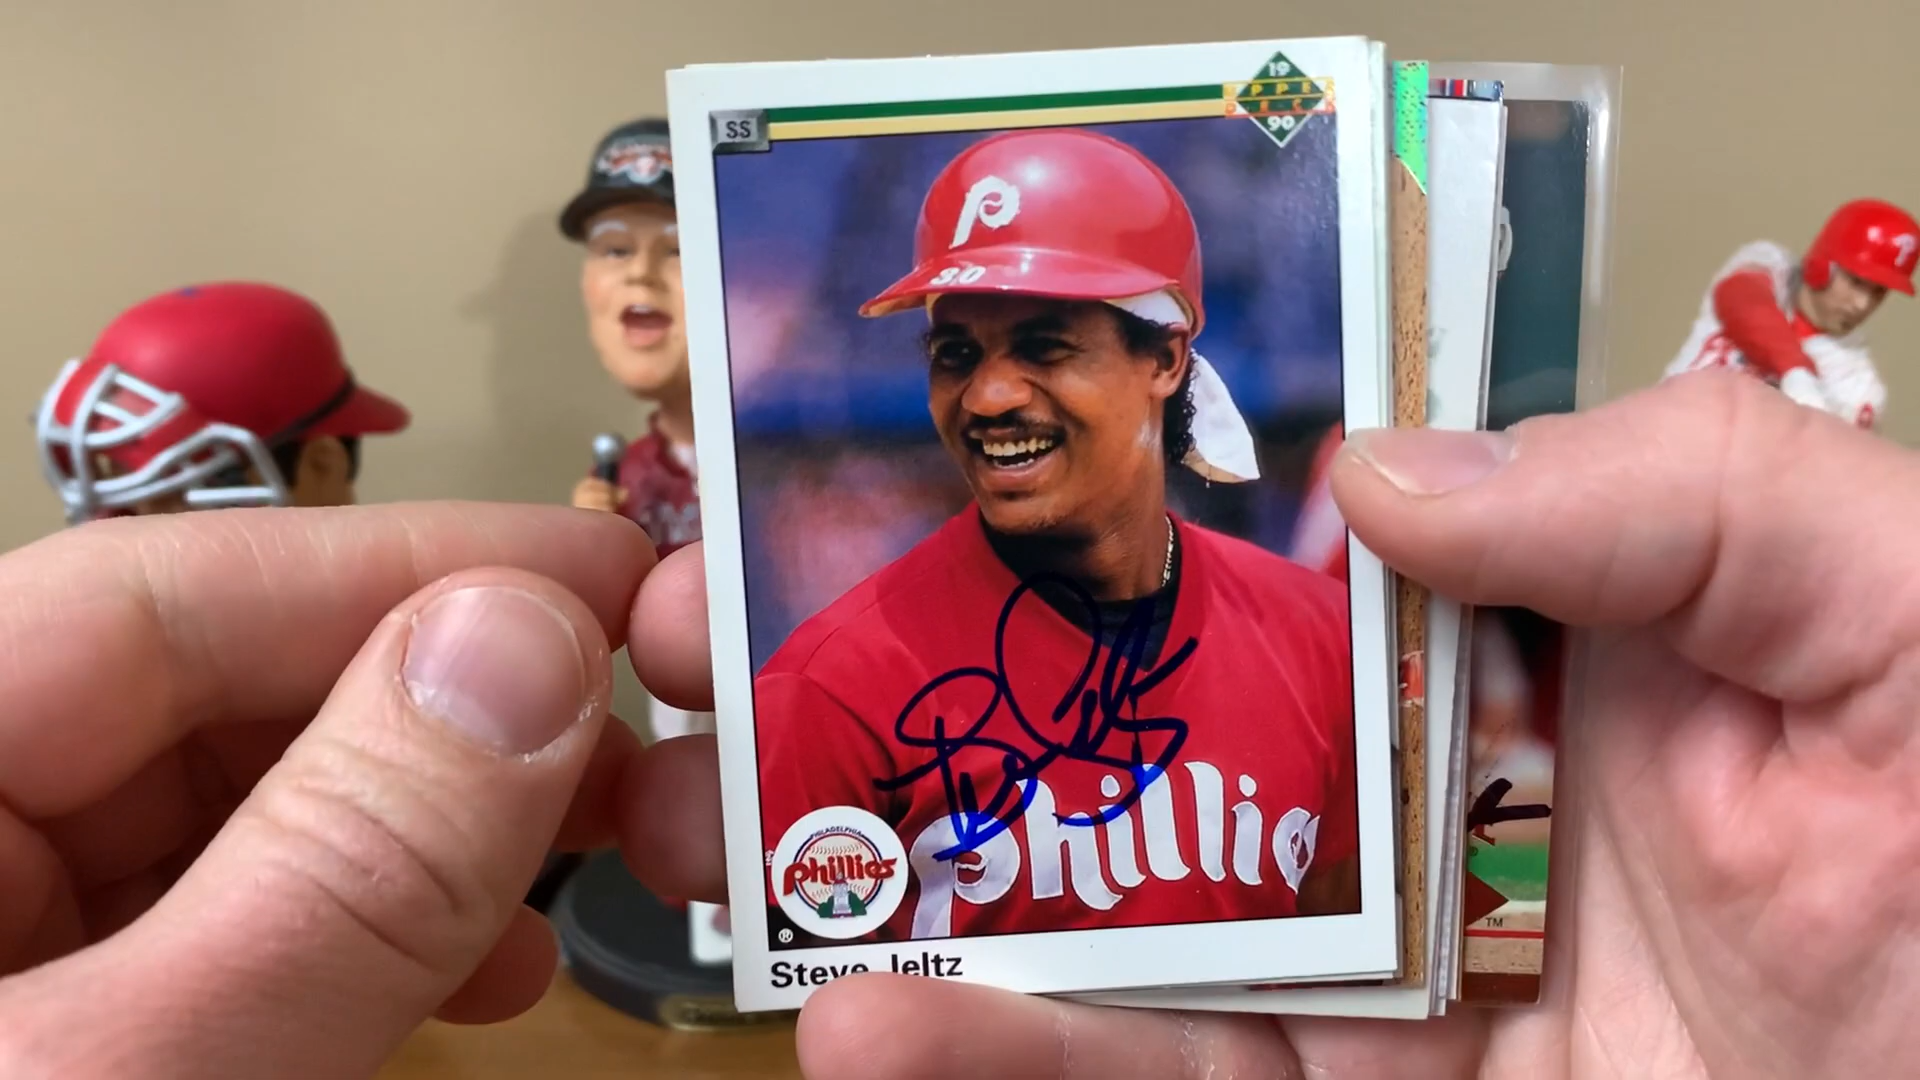 SS
19
UPPER
DECK
90
P
30
Phillies
PHILADELPHIA
Phillies
®
Steve Jeltz
P
TM